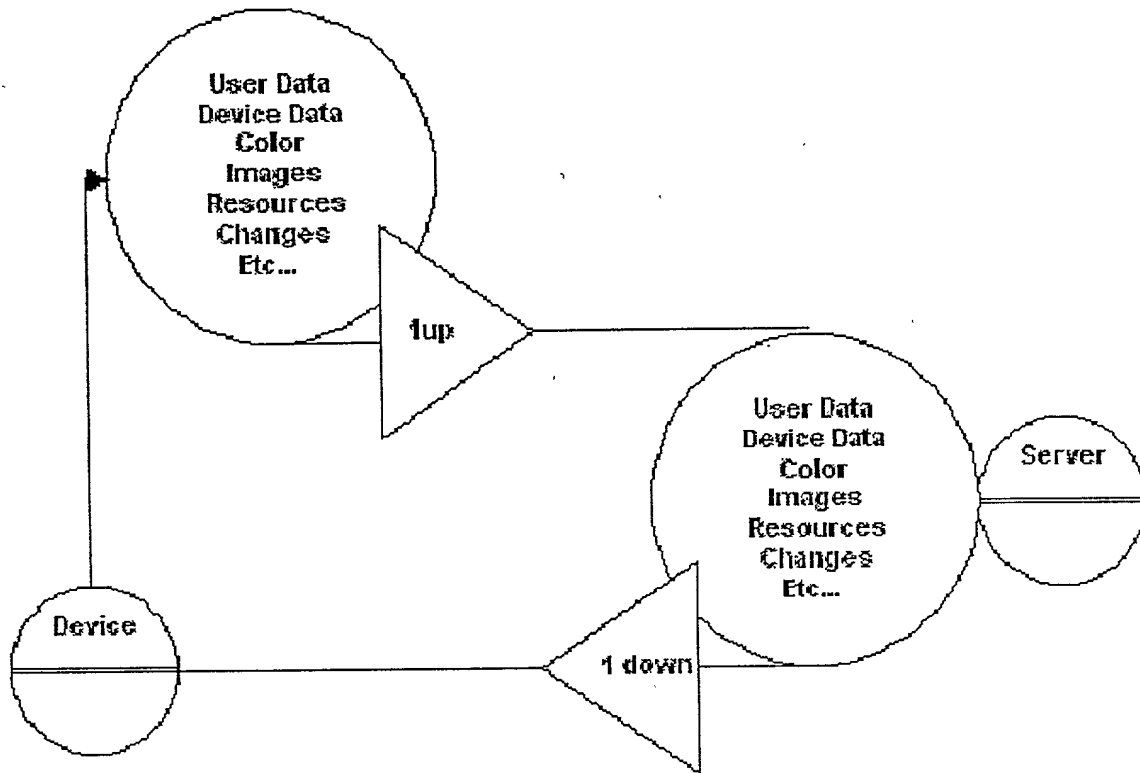 User Data
Device Data
Color
Images
Resources
Changes
Etc...
1up
User Data
Device Data
Color
Images
Resources
Changes
Etc...
Server
Device
1 down